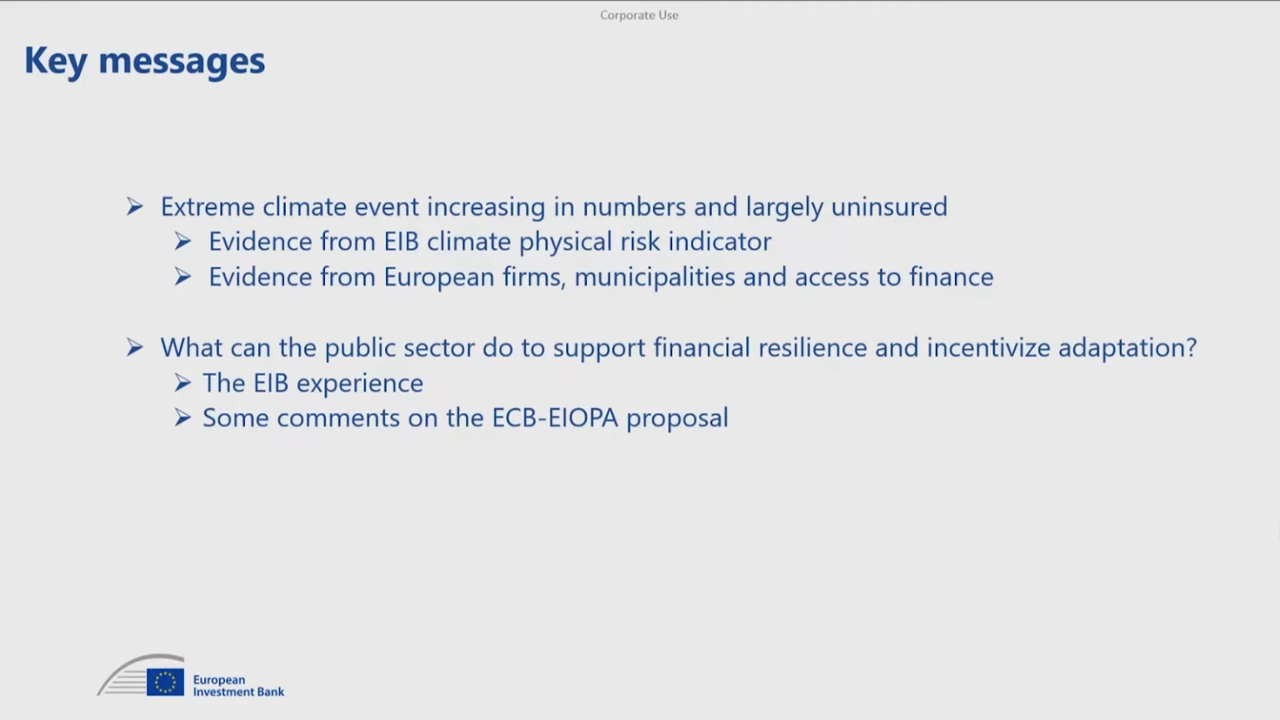 Corporate Use
Key messages
➢ Extreme climate event increasing in numbers and largely uninsured
➢ Evidence from EIB climate physical risk indicator
➢ Evidence from European firms, municipalities and access to finance
➢ What can the public sector do to support financial resilience and incentivize adaptation?
➢ The EIB experience
➢ Some comments on the ECB-EIOPA proposal
European
Investment Bank